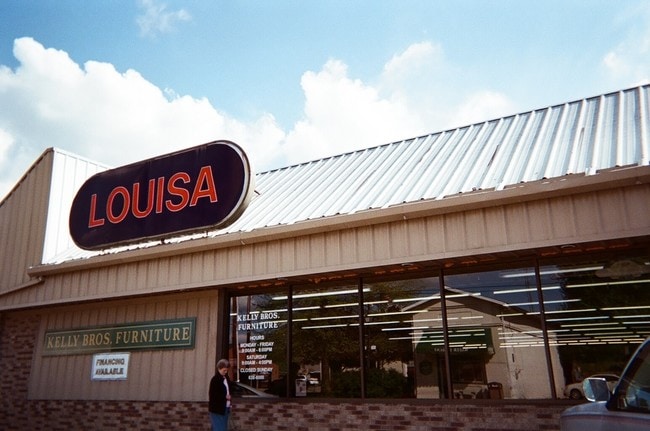 LOUISA
KELLY BROS. FURNITURE
FINANCING
AVAILABLE
KELLY BROS.
FURNITURE
HOURS
MONDAY - FRIDAY
SATURDAY
CLOSED SUNDAY